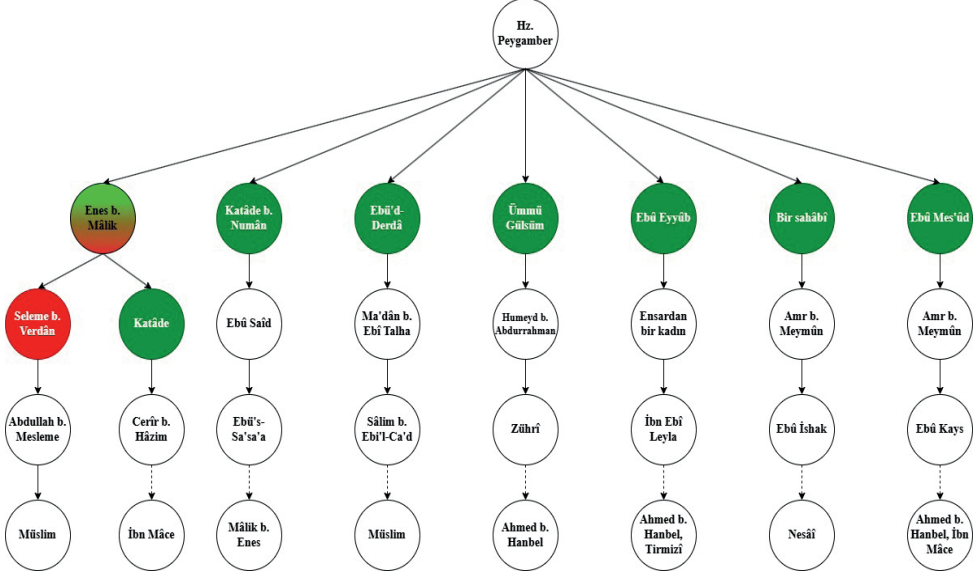 Hz.
Peygamber
Enes b.
Mâlik
Katâde b.
Numân
Ebü'd-
Derdâ
Ümmü
Gülsüm
Ebû Eyyûb
Bir sahâbî
Ebû Mes'ûd
Seleme b.
Verdân
Katâde
Ebû Saîd
Ma'dân b.
Ebî Talha
Humeyd b.
Abdurrahman
Ensardan
bir kadın
Amr b.
Meymûn
Amr b.
Meymûn
Abdullah b.
Mesleme
Cerîr b.
Hâzim
Ebü's-
Sa'sa'a
Sâlim b.
Ebi'l-Ca'd
Zührî
İbn Ebî
Leyla
Ebû İshak
Ebû Kays
Müslim
İbn Mâce
Mâlik b.
Enes
Müslim
Ahmed b.
Hanbel
Ahmed b.
Hanbel,
Tirmizî
Nesâî
Ahmed b.
Hanbel, İbn
Mâce